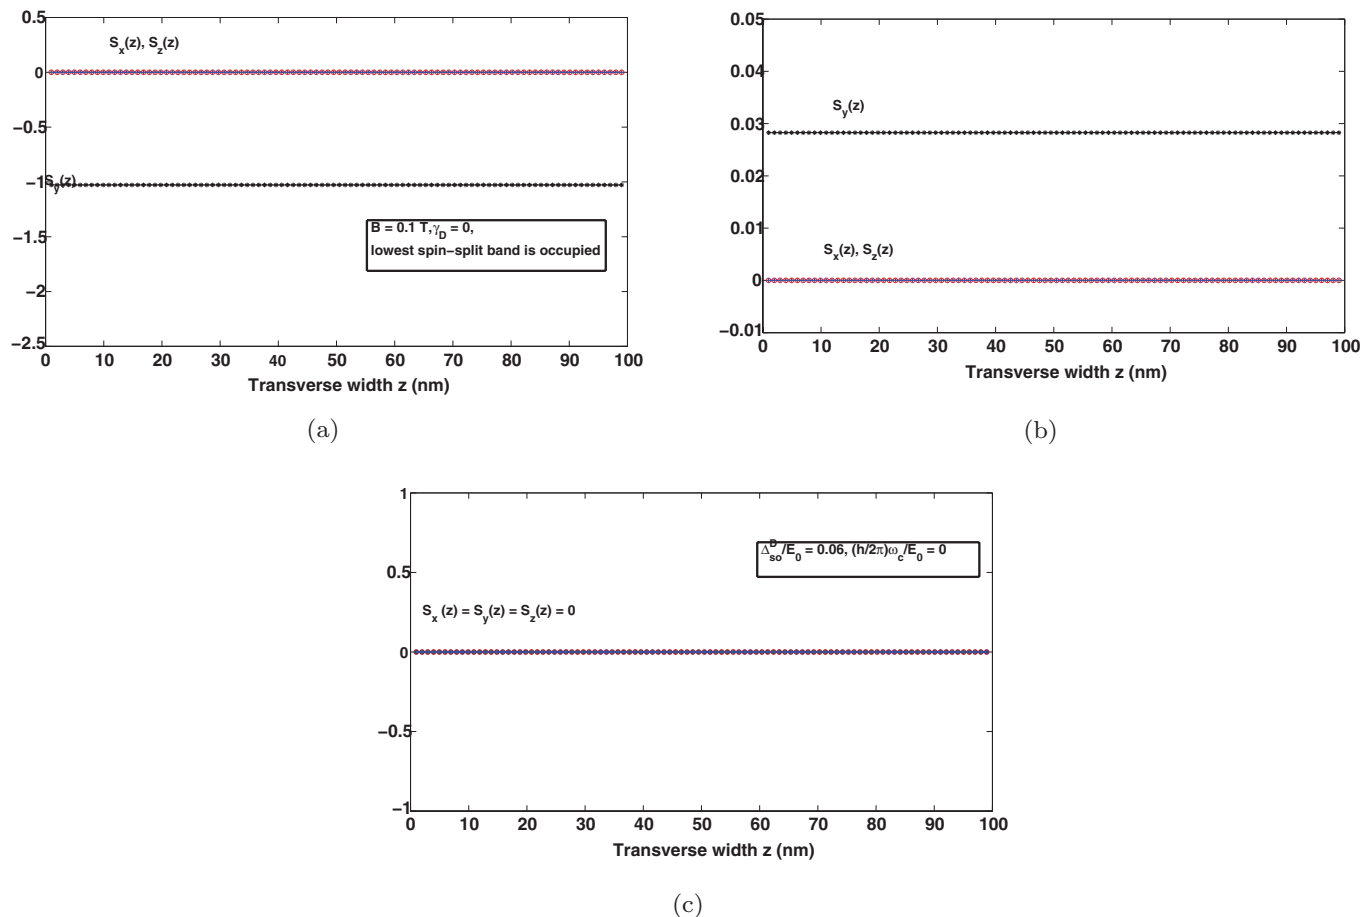 0.5
0
−0.5
−1
−1.5
−2
−2.5
S_x(z), S_z(z)
S_y(z)
B = 0.1 T, γ_D = 0,
lowest spin−split band is occupied
0 10 20 30 40 50 60 70 80 90 100
Transverse width z (nm)
(a)
0.05
0.04
0.03
0.02
0.01
0
−0.01
S_y(z)
S_x(z), S_z(z)
0 10 20 30 40 50 60 70 80 90 100
Transverse width z (nm)
(b)
1
0.5
0
−0.5
−1
Δ^D_so/E_0 = 0.06, (h/2π)ω_c/E_0 = 0
S_x (z) = S_y(z) = S_z(z) = 0
0 10 20 30 40 50 60 70 80 90 100
Transverse width z (nm)
(c)